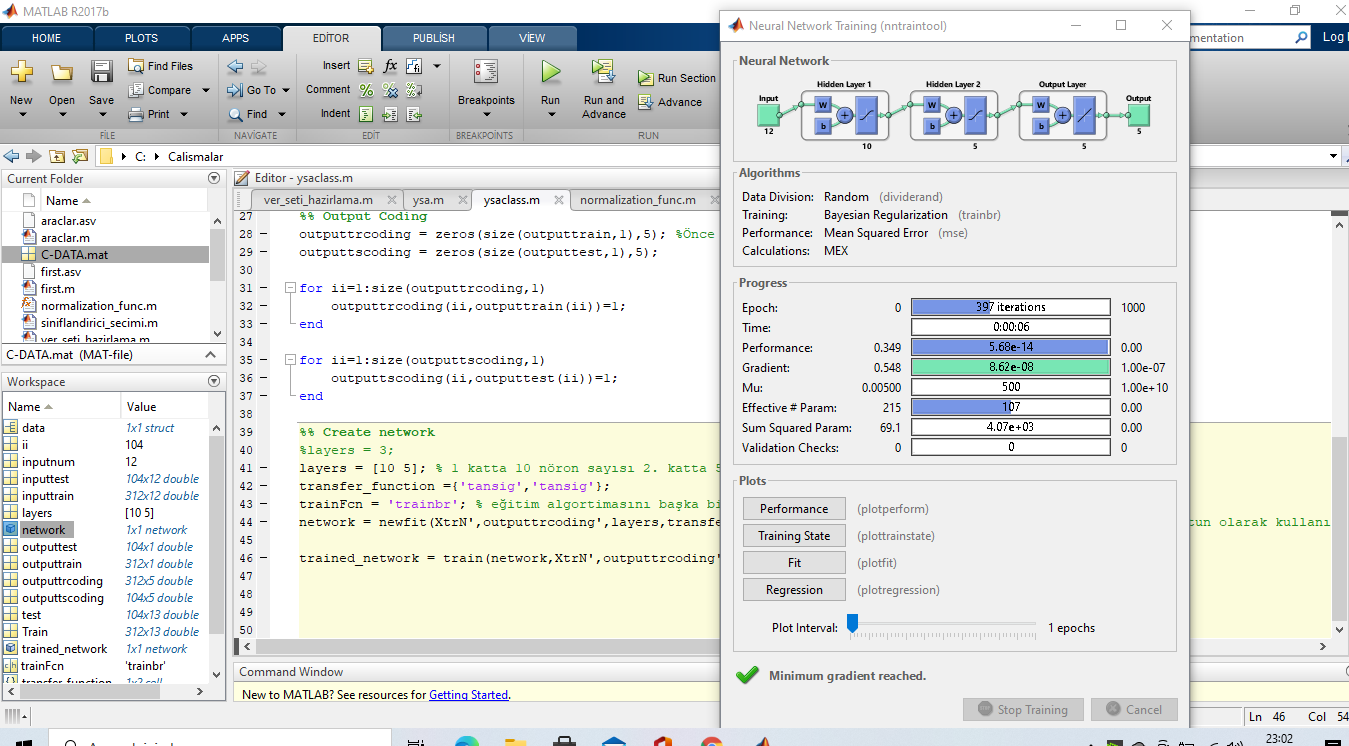 MATLAB R2017b
HOME PLOTS APPS EDİTOR PUBLİSH VİEW
mentation
Log
New
Open
Save
Find Files
Compare
Print
FİLE
Go To
Find
NAVİGATE
Insert
Comment
Indent
EDİT
Breakpoints
BREAKPOINTS
Run
Run and
Advance
Run Section
Advance
RUN
C: Calismalar
Current Folder
Name
araclar.asv
araclar.m
C-DATA.mat
first.asv
first.m
normalization_func.m
siniflandirici_secimi.m
ver_seti_hazirlama.m
C-DATA.mat (MAT-file)
Workspace
Name Value
data 1x1 struct
ii 104
inputnum 12
inputtest 104x12 double
inputtrain 312x12 double
layers [10 5]
network 1x1 network
outputtest 104x1 double
outputtrain 312x1 double
outputtrcoding 312x5 double
outputtscoding 104x5 double
test 104x13 double
Train 312x13 double
trained_network 1x1 network
trainFcn 'trainbr'
transfer_function 1x2 cell
Editor - ysaclass.m
ver_seti_hazirlama.m ysa.m ysaclass.m normalization_func.m
27 %% Output Coding
28 outputtrcoding = zeros(size(outputtrain,1),5); %Önce
29 outputtscoding = zeros(size(outputtest,1),5);
30
31 for ii=1:size(outputtrcoding,1)
32 outputtrcoding(ii,outputtrain(ii))=1;
33 end
34
35 for ii=1:size(outputtscoding,1)
36 outputtscoding(ii,outputtest(ii))=1;
37 end
38
39 %% Create network
40 %layers = 3;
41 layers = [10 5]; % 1 katta 10 nöron sayısı 2. katta 5
42 transfer_function ={'tansig','tansig'};
43 trainFcn = 'trainbr'; % eğitim algortimasını başka bi
44 network = newfit(XtrN',outputtrcoding',layers,transfe
tun olarak kullanı
45
46 trained_network = train(network,XtrN',outputtrcoding'
47
48
49
50
Command Window
New to MATLAB? See resources for Getting Started.
Neural Network Training (nntraintool)
Neural Network
Hidden Layer 1 Hidden Layer 2 Output Layer
Input Output
W W W
+ + +
b b b
12 10 5 5 5
Algorithms
Data Division: Random (dividerand)
Training: Bayesian Regularization (trainbr)
Performance: Mean Squared Error (mse)
Calculations: MEX
Progress
Epoch: 0 397 iterations 1000
Time: 0:00:06
Performance: 0.349 5.68e-14 0.00
Gradient: 0.548 8.62e-08 1.00e-07
Mu: 0.00500 500 1.00e+10
Effective # Param: 215 107 0.00
Sum Squared Param: 69.1 4.07e+03 0.00
Validation Checks: 0 0 0
Plots
Performance (plotperform)
Training State (plottrainstate)
Fit (plotfit)
Regression (plotregression)
Plot Interval: 1 epochs
Minimum gradient reached.
Stop Training Cancel
Ln 46 Col 54
23:02